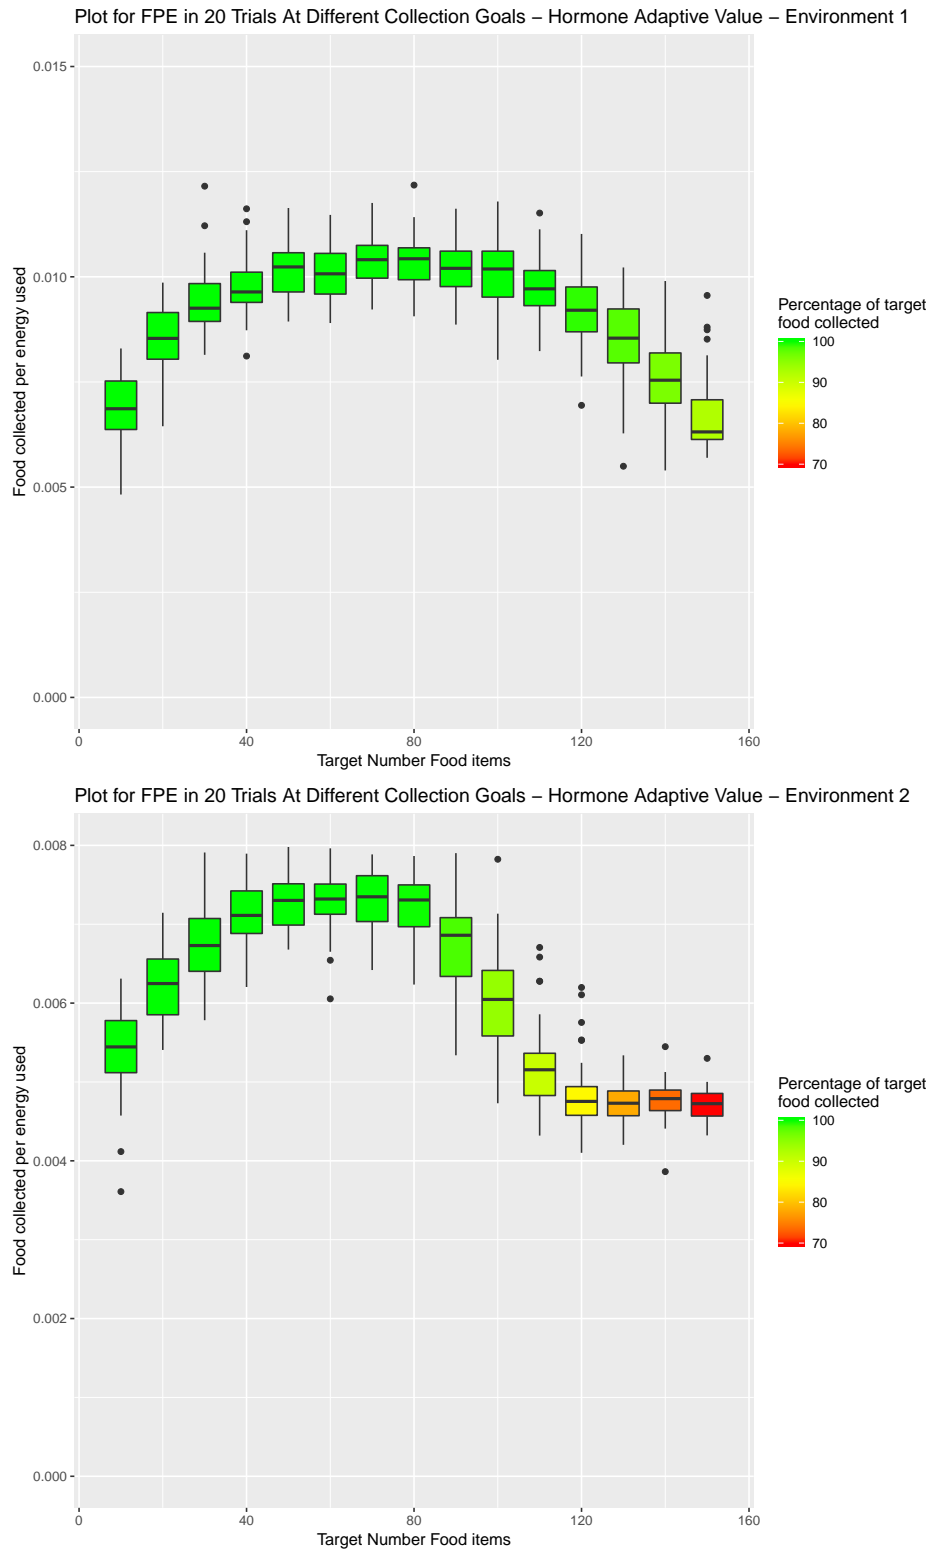 Plot for FPE in 20 Trials At Different Collection Goals − Hormone Adaptive Value − Environment 1
0.015
0.010
0.005
0.000
Food collected per energy used
0
40
80
120
160
Target Number Food items
Percentage of target
food collected
100
90
80
70
Plot for FPE in 20 Trials At Different Collection Goals − Hormone Adaptive Value − Environment 2
0.008
0.006
0.004
0.002
0.000
Food collected per energy used
0
40
80
120
160
Target Number Food items
Percentage of target
food collected
100
90
80
70